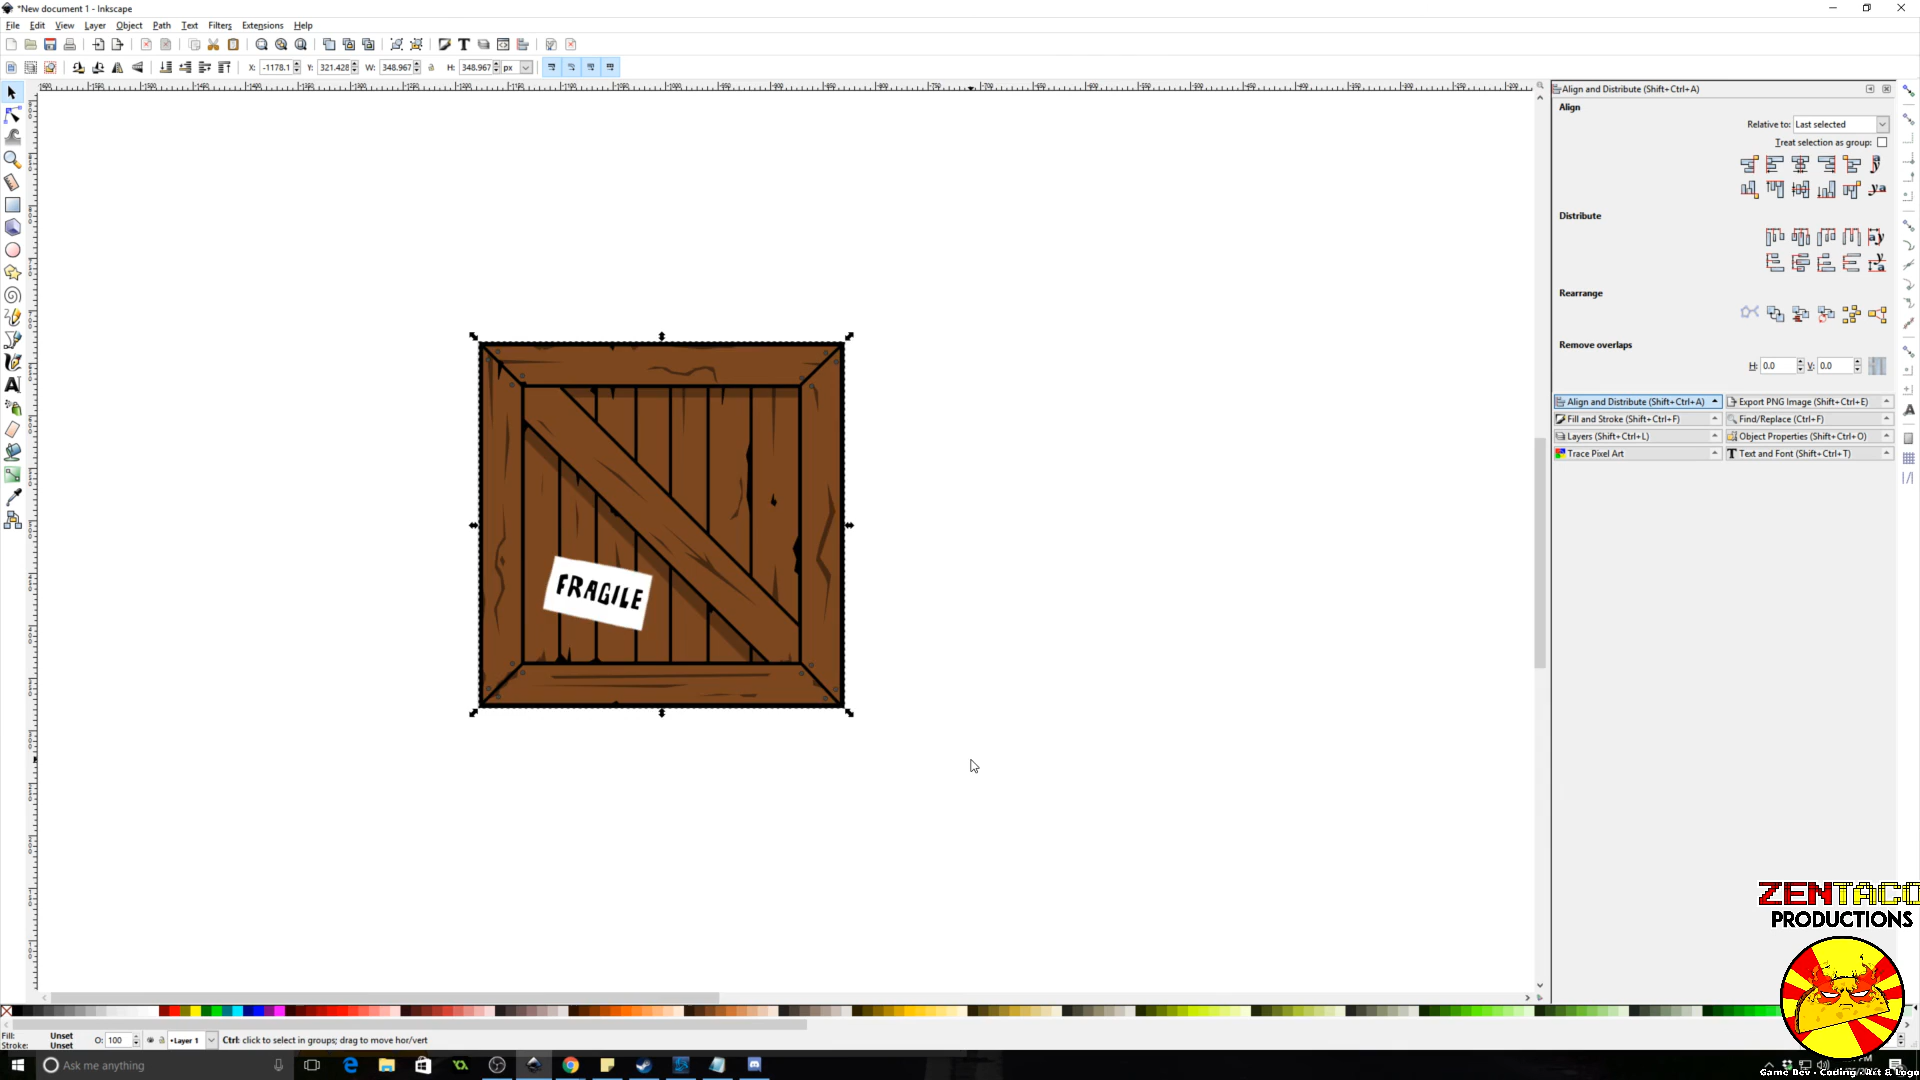 *New document 1 - Inkscape
File Edit View Layer Object Path Text Filters Extensions Help
X: -1178.1 Y: 321.428 W: 348.967 H: 348.967 px
Align and Distribute (Shift+Ctrl+A)
Align
Relative to: Last selected
Treat selection as group:
Distribute
Rearrange
Remove overlaps
H: 0.0 V: 0.0
Align and Distribute (Shift+Ctrl+A) Export PNG Image (Shift+Ctrl+E)
Fill and Stroke (Shift+Ctrl+F) Find/Replace (Ctrl+F)
Layers (Shift+Ctrl+L) Object Properties (Shift+Ctrl+O)
Trace Pixel Art Text and Font (Shift+Ctrl+T)
FRAGILE
ZENTACO
PRODUCTIONS
Fill: Unset
Stroke: Unset
O: 100
Layer 1
Ctrl: click to select in groups; drag to move hor/vert
Ask me anything
Game Dev - Coding - Art & Logo